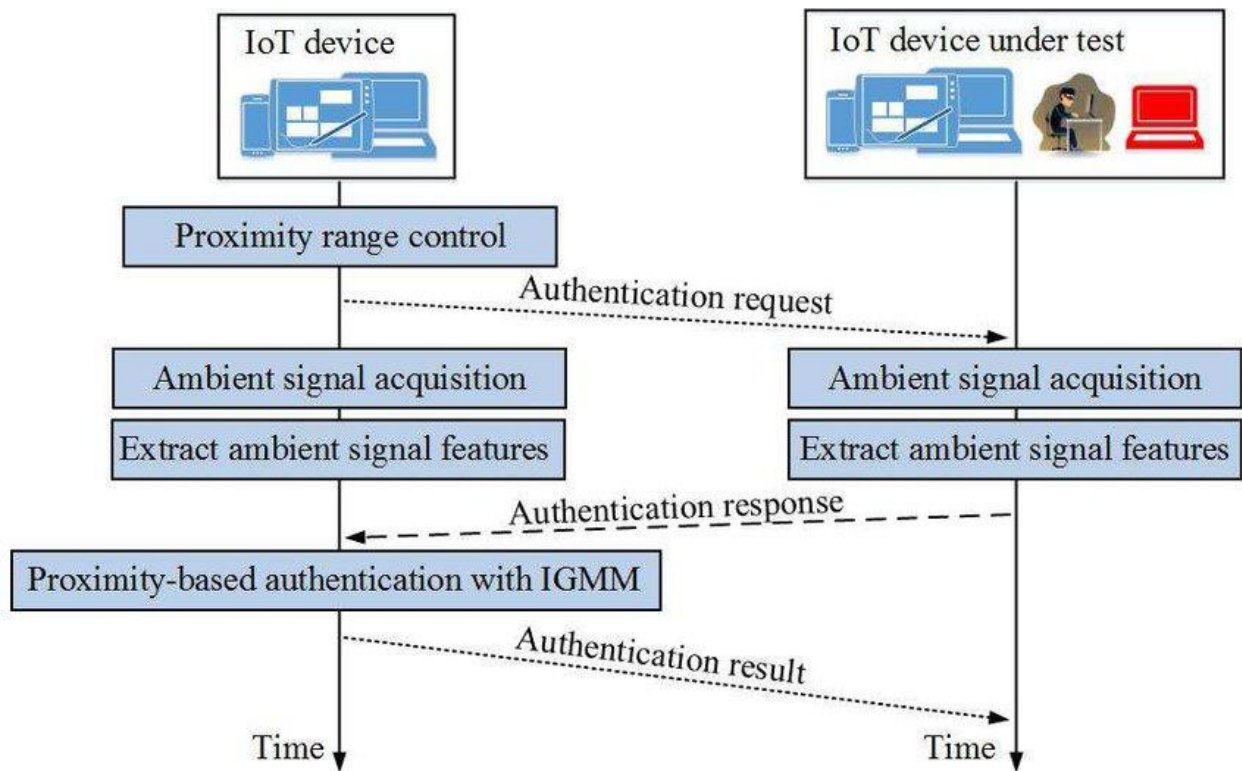 IoT device
IoT device under test
Proximity range control
Authentication request
Ambient signal acquisition
Ambient signal acquisition
Extract ambient signal features
Extract ambient signal features
Authentication response
Proximity-based authentication with IGMM
Authentication result
Time
Time